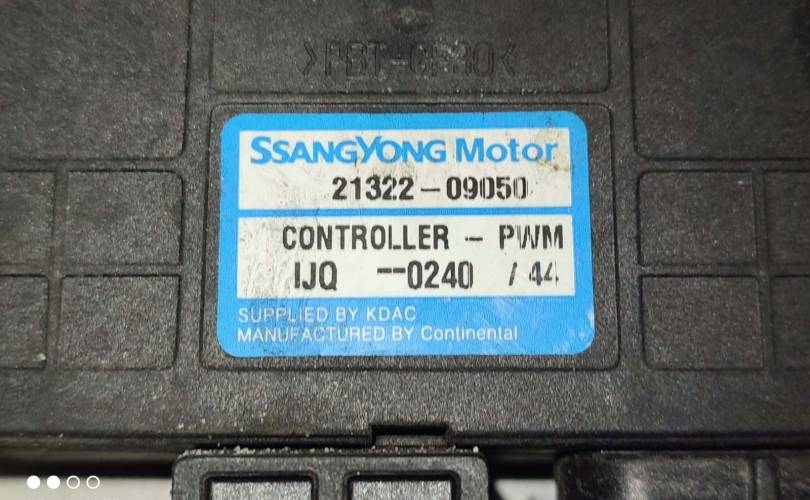 >PBT-GF30<
SSANGYONG Motor
21322-09050
CONTROLLER - PWM
IJQ --0240 / 44
SUPPLIED BY KDAC
MANUFACTURED BY Continental